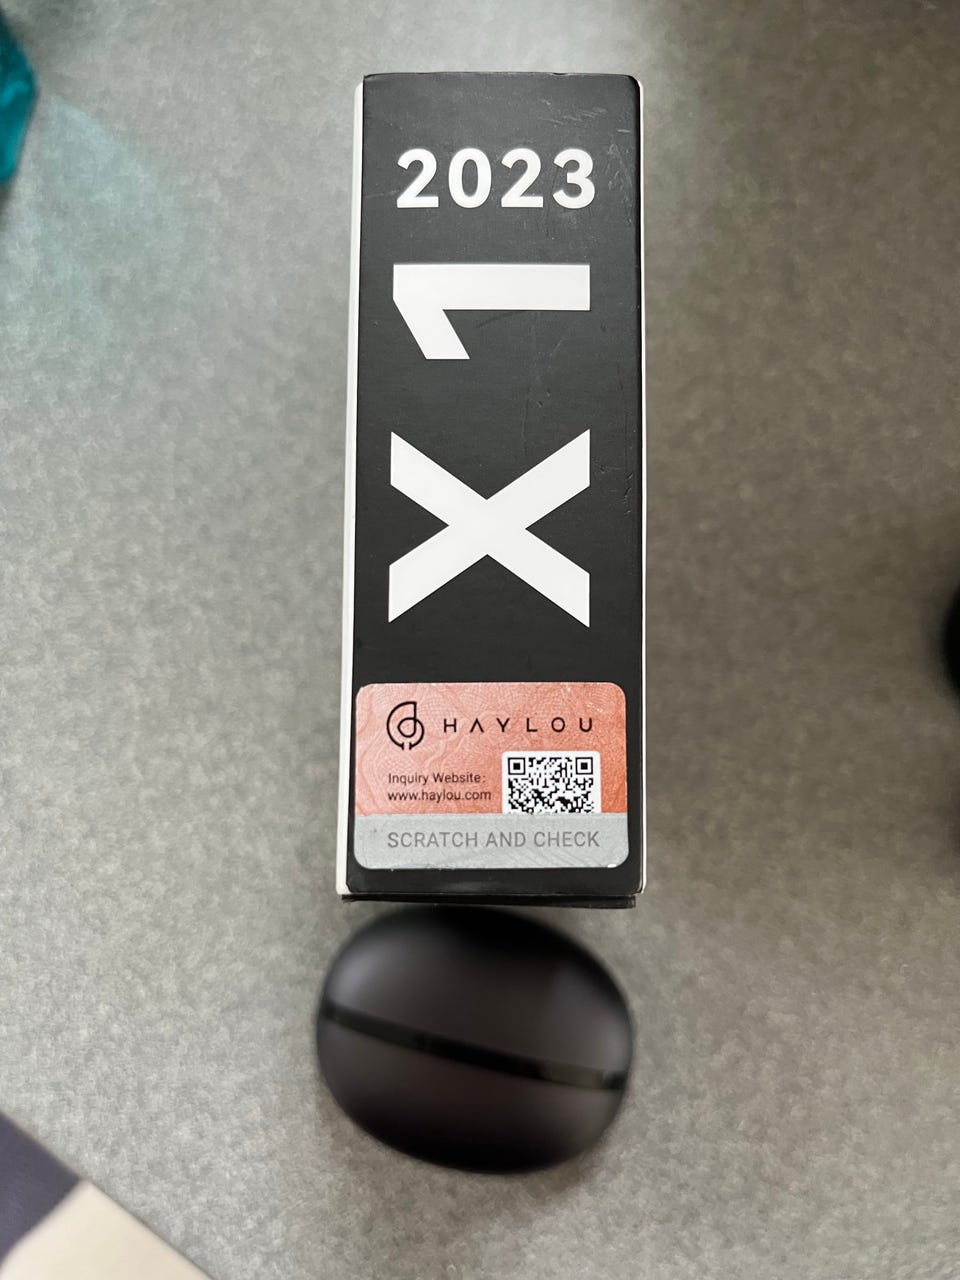 2023
X1
HAYLOU
Inquiry Website:
www.haylou.com
SCRATCH AND CHECK